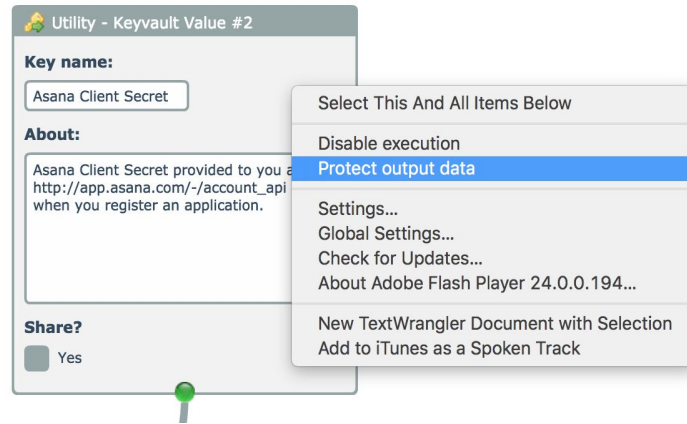 Utility - Keyvault Value #2
Key name:
Asana Client Secret
About:
Asana Client Secret provided to you
http://app.asana.com/-/account_api
when you register an application.
Share?
Yes
Select This And All Items Below
Disable execution
Protect output data
Settings...
Global Settings...
Check for Updates...
About Adobe Flash Player 24.0.0.194...
New TextWrangler Document with Selection
Add to iTunes as a Spoken Track